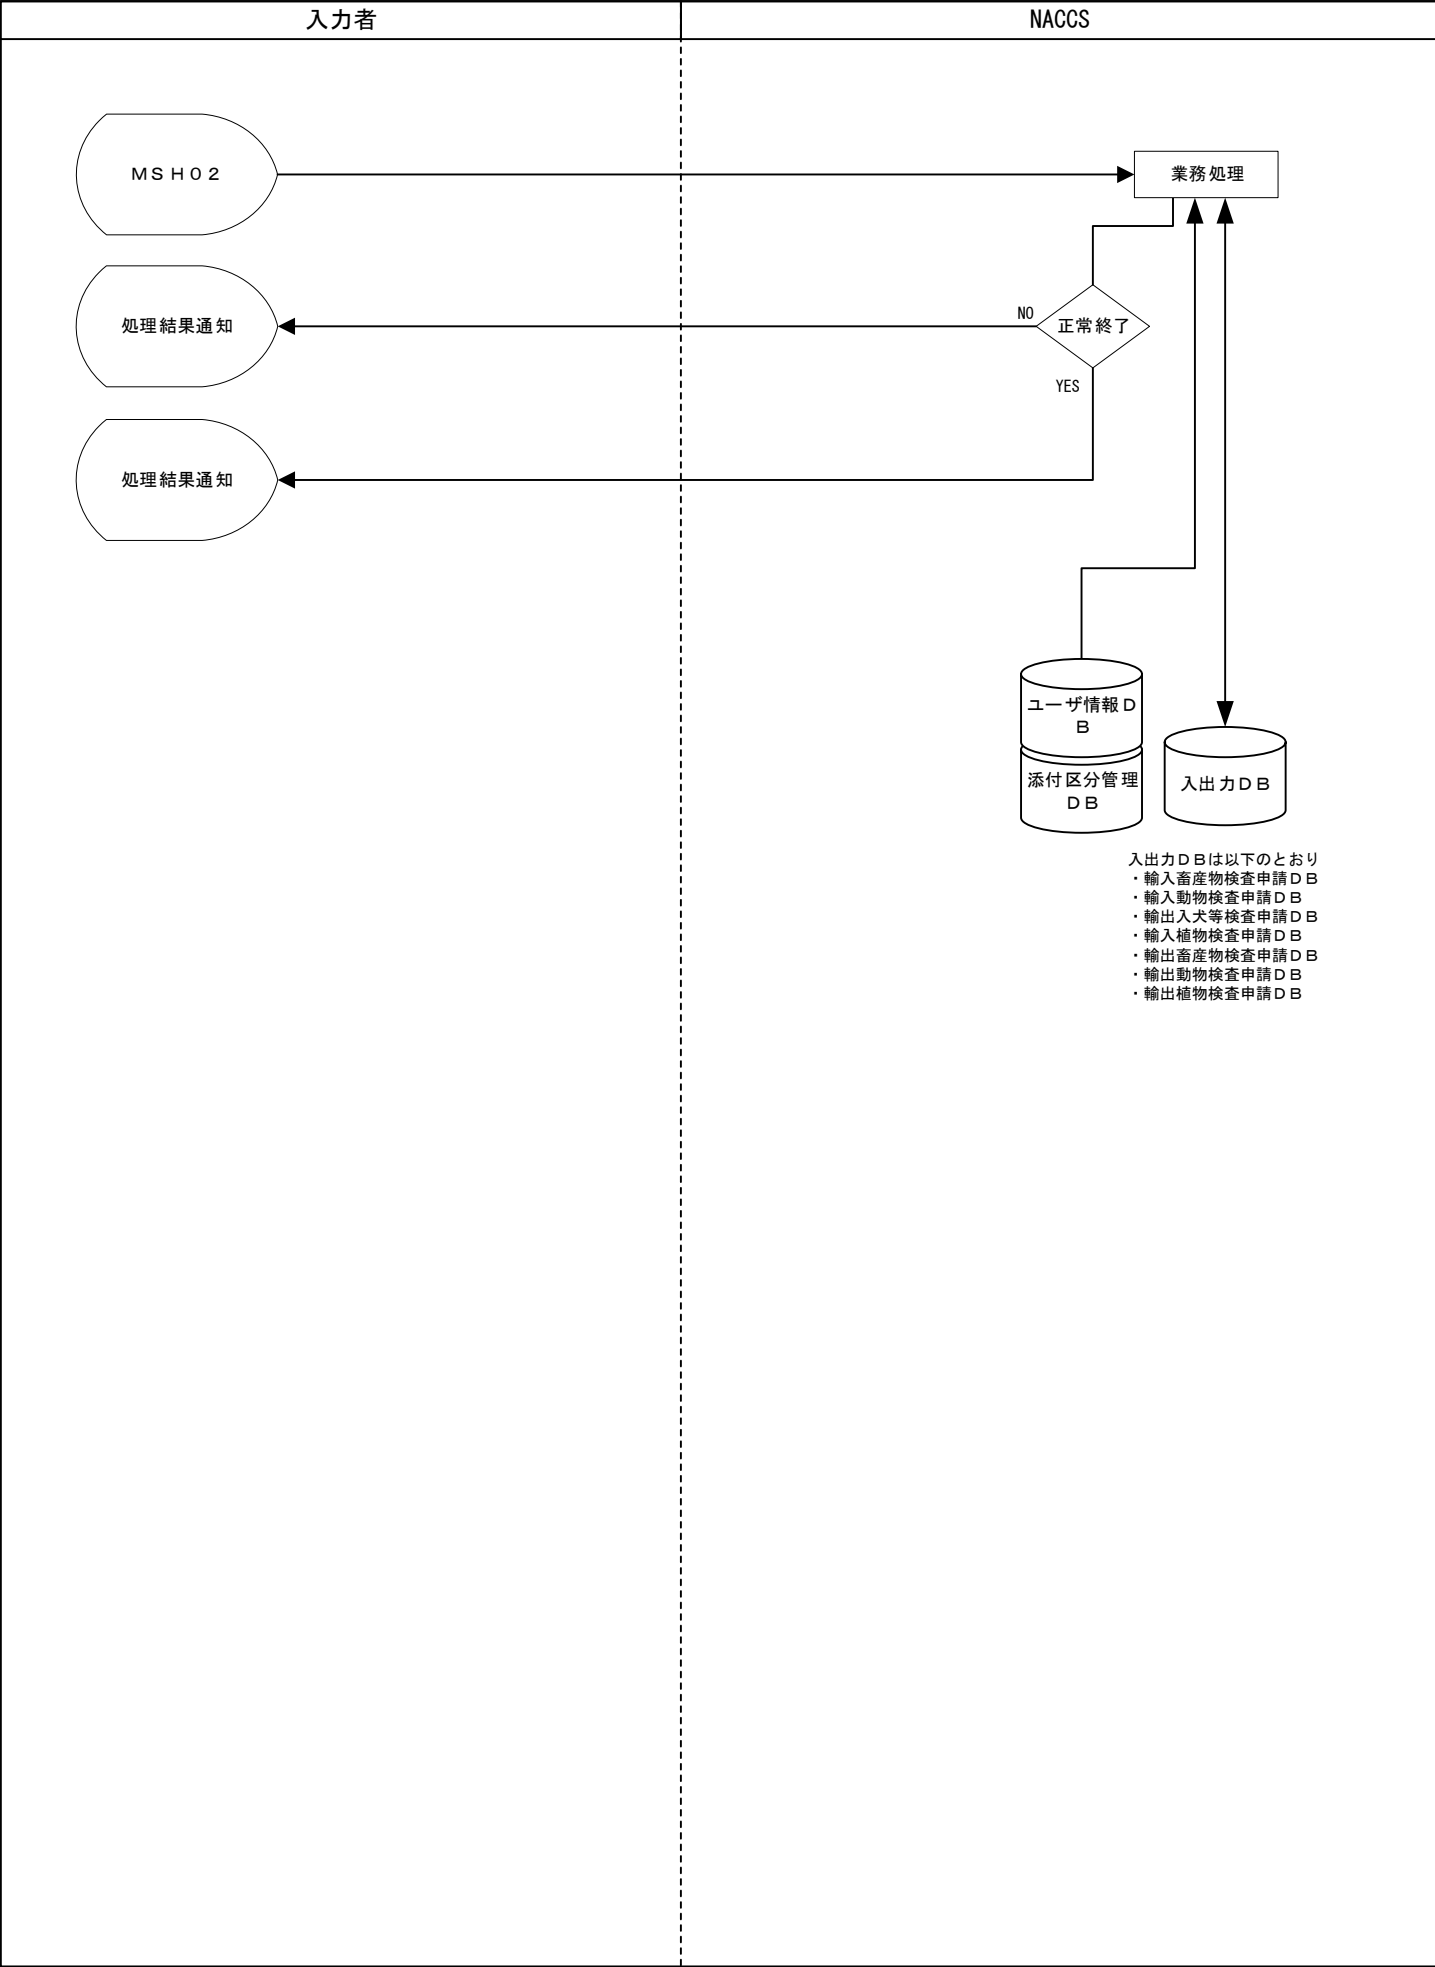 入力者
NACCS
ＭＳＨ０２
業務処理
処理結果通知
NO
正常終了
YES
処理結果通知
ユーザ情報Ｄ
Ｂ
添付区分管理
ＤＢ
入出力ＤＢ
入出力ＤＢは以下のとおり
・輸入畜産物検査申請ＤＢ
・輸入動物検査申請ＤＢ
・輸出入犬等検査申請ＤＢ
・輸入植物検査申請ＤＢ
・輸出畜産物検査申請ＤＢ
・輸出動物検査申請ＤＢ
・輸出植物検査申請ＤＢ